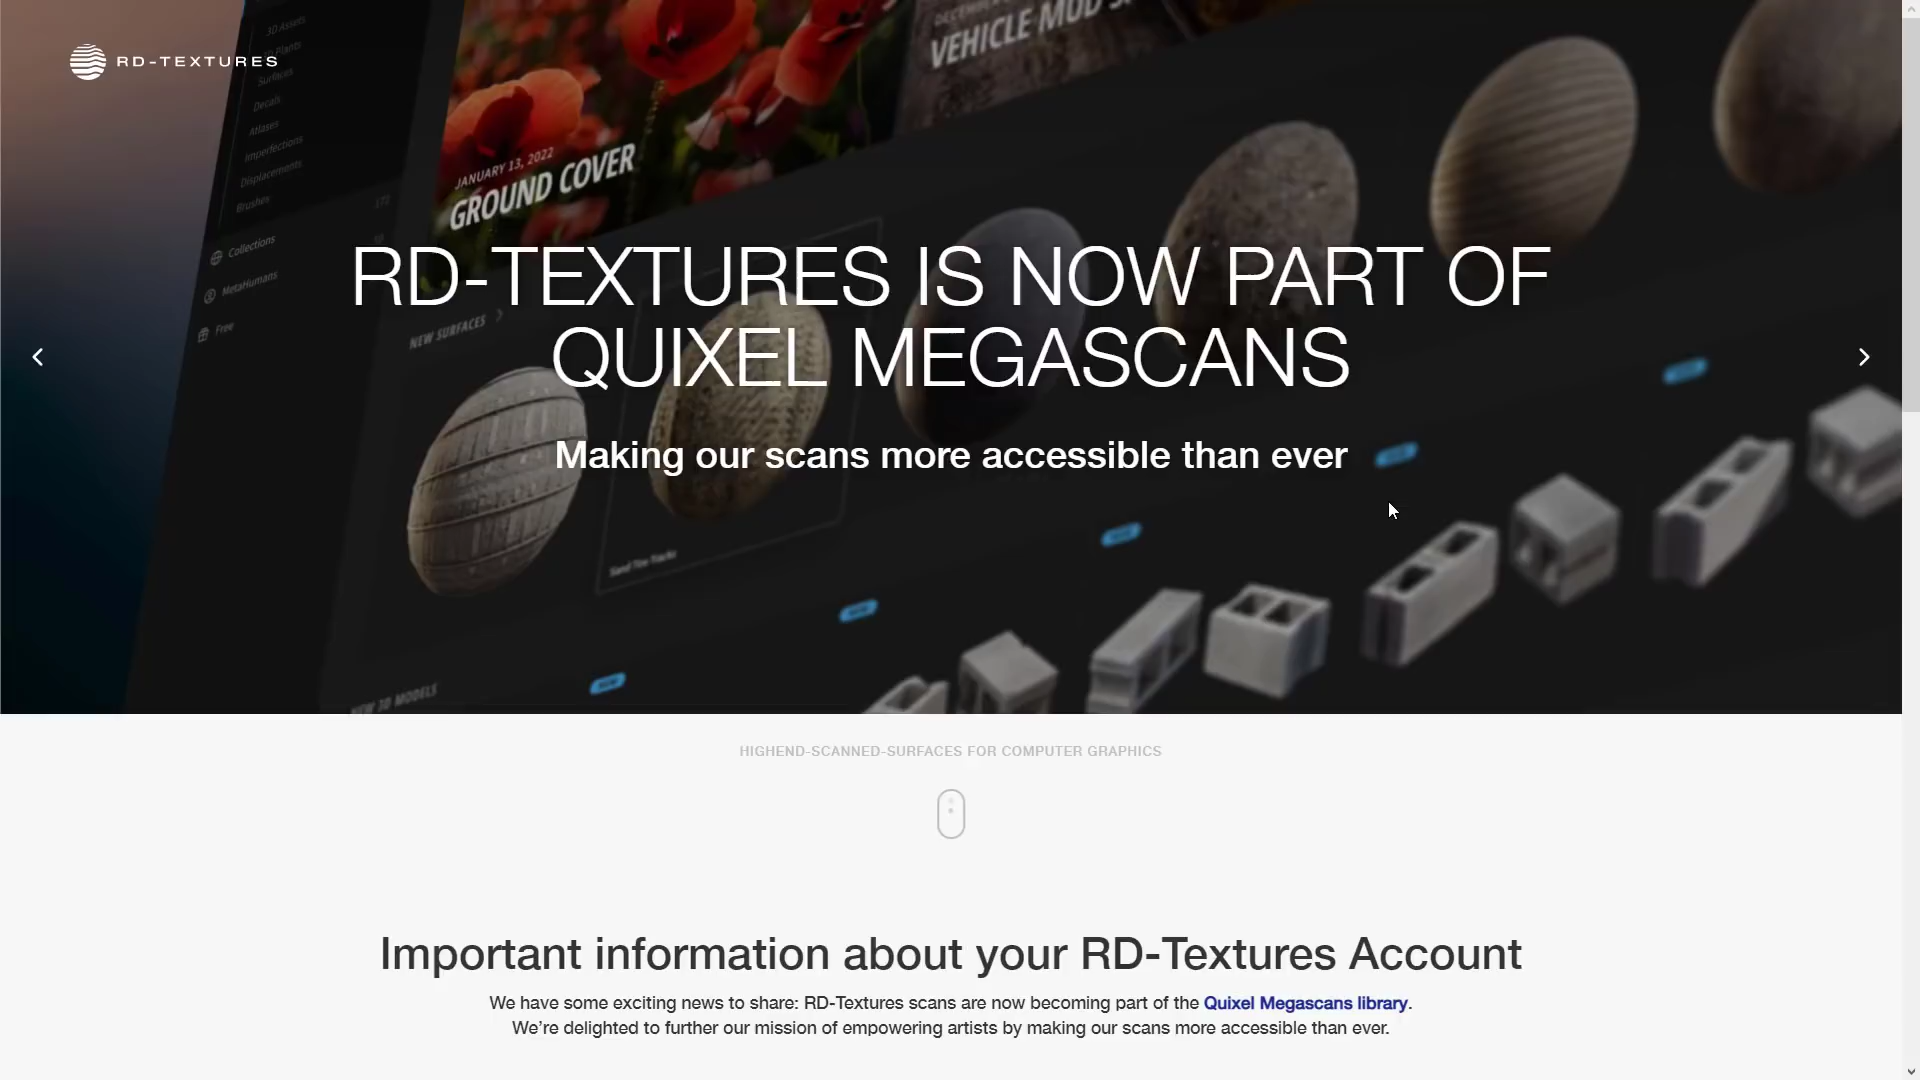 3D Assets
3D Plants
Surfaces
Decals
Atlases
Imperfections
Displacements
Brushes
Collections
MetaHumans
Free
RD-TEXTURES
VEHICLE MUD
JANUARY 13, 2022
GROUND COVER
NEW SURFACES
RD-TEXTURES IS NOW PART OF
QUIXEL MEGASCANS
Making our scans more accessible than ever
Sand Tire Tracks
NEW 3D MODELS
HIGHEND-SCANNED-SURFACES FOR COMPUTER GRAPHICS
Important information about your RD-Textures Account
We have some exciting news to share: RD-Textures scans are now becoming part of the Quixel Megascans library.
We’re delighted to further our mission of empowering artists by making our scans more accessible than ever.